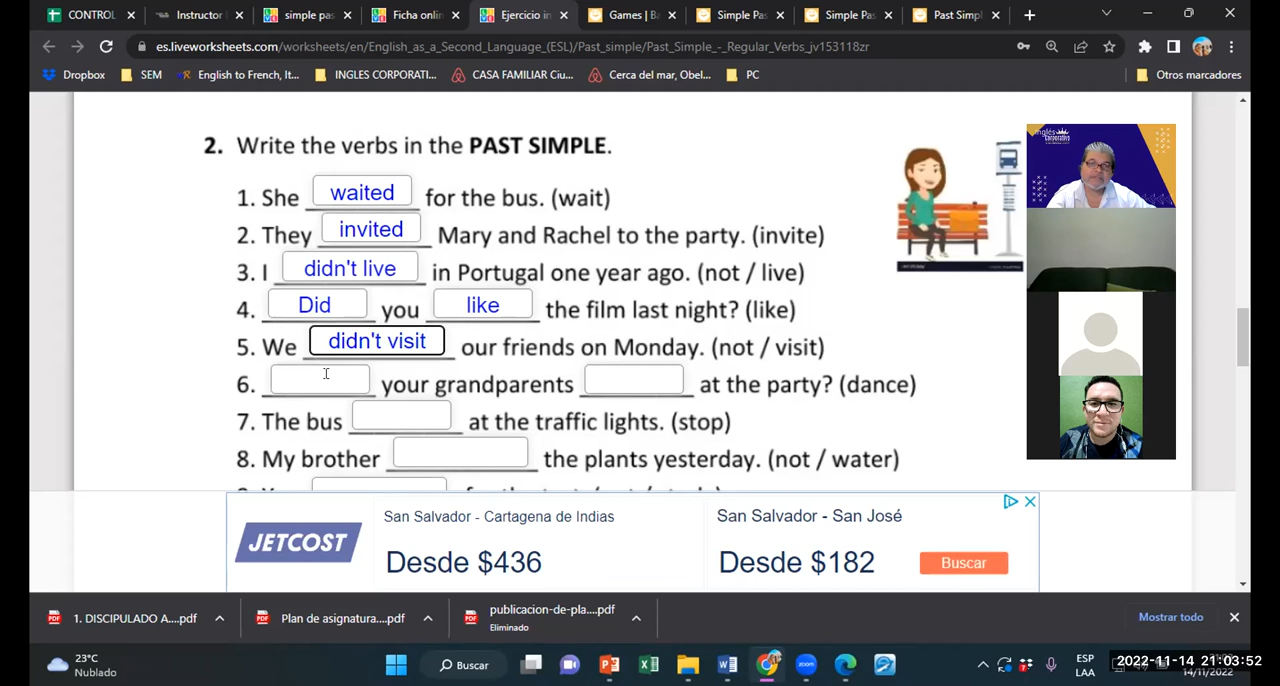 CONTROL
Instructor
simple pas
Ficha onlin
Ejercicio in
Games | Ba
Simple Pas
Simple Pas
Past Simpl
es.liveworksheets.com/worksheets/en/English_as_a_Second_Language_(ESL)/Past_simple/Past_Simple_-_Regular_Verbs_jv153118zr
Dropbox
SEM
English to French, It...
INGLES CORPORATI...
CASA FAMILIAR Ciu...
Cerca del mar, Obel...
PC
Otros marcadores
2. Write the verbs in the PAST SIMPLE.
1. She waited for the bus. (wait)
2. They invited Mary and Rachel to the party. (invite)
3. I didn't live in Portugal one year ago. (not / live)
4. Did you like the film last night? (like)
5. We didn't visit our friends on Monday. (not / visit)
6. your grandparents at the party? (dance)
7. The bus at the traffic lights. (stop)
8. My brother the plants yesterday. (not / water)
Inglés
Corporativo
JETCOST
San Salvador - Cartagena de Indias
Desde $436
San Salvador - San José
Desde $182
Buscar
1. DISCIPULADO A....pdf
Plan de asignatura....pdf
publicacion-de-pla....pdf
Eliminado
Mostrar todo
23°C
Nublado
Buscar
ESP
LAA
2022-11-14 21:03:52
14/11/2022